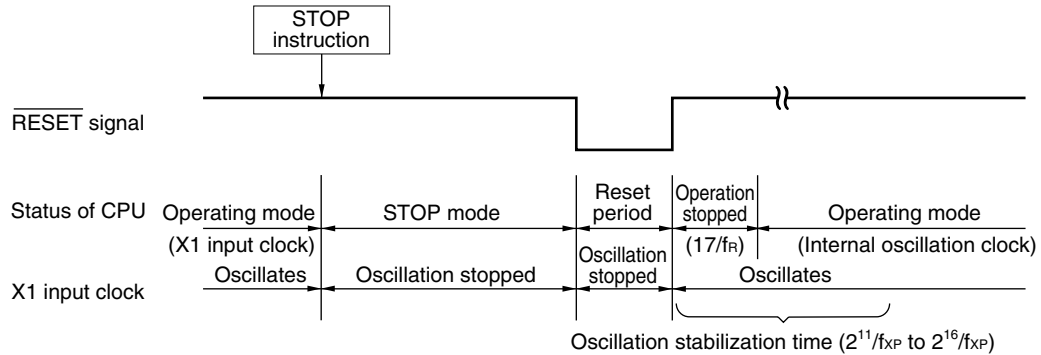 STOP
instruction
RESET signal
Status of CPU
Operating mode
(X1 input clock)
STOP mode
Reset
period
Operation
stopped
(17/fR)
Operating mode
(Internal oscillation clock)
X1 input clock
Oscillates
Oscillation stopped
Oscillation
stopped
Oscillates
Oscillation stabilization time (2^11/fXP to 2^16/fXP)